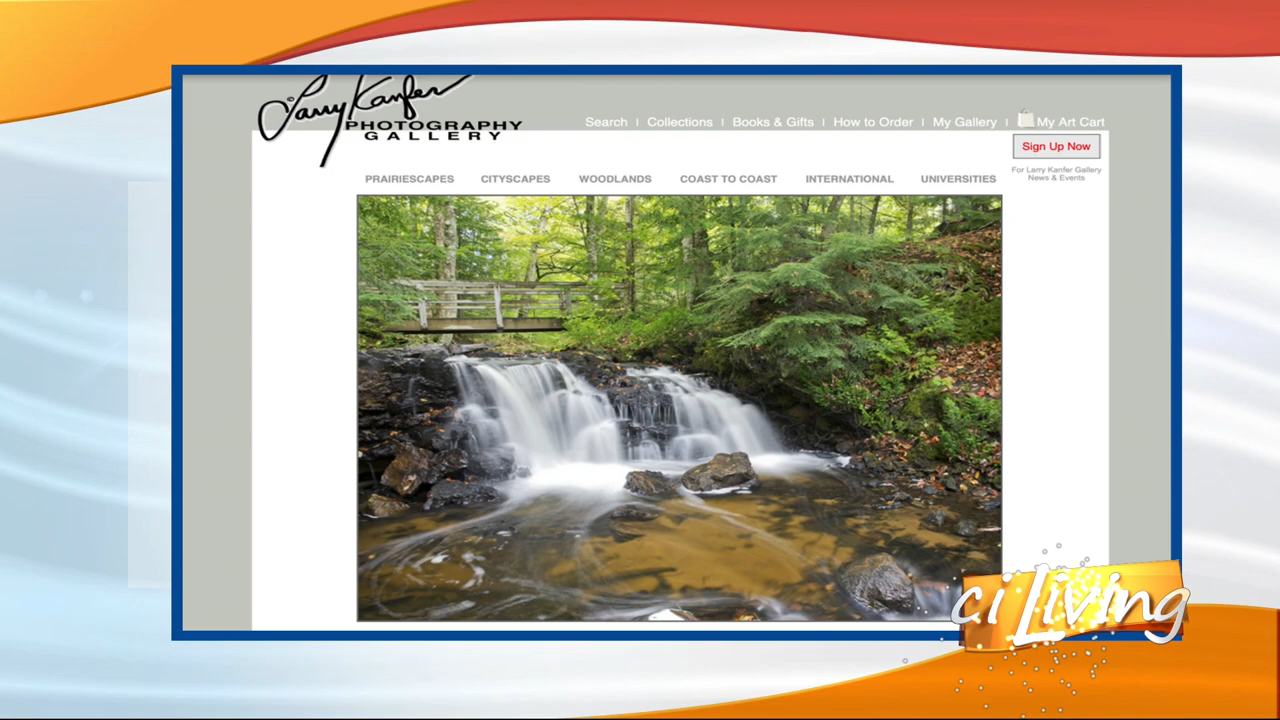 Larry Kanfer
PHOTOGRAPHY
GALLERY
Search | Collections | Books & Gifts | How to Order | My Gallery | My Art Cart
Sign Up Now
For Larry Kanfer Gallery
News & Events
PRAIRIESCAPES CITYSCAPES WOODLANDS COAST TO COAST INTERNATIONAL UNIVERSITIES
ciLiving